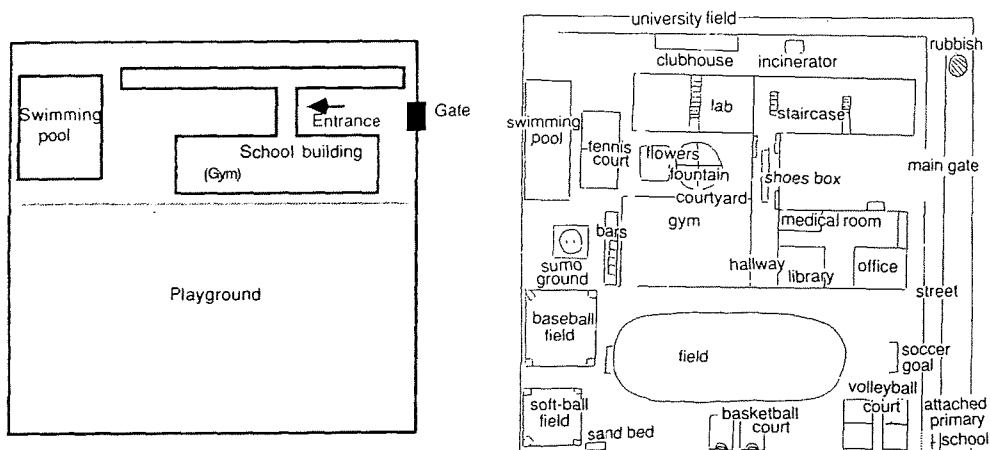 Swimming
pool
Entrance
Gate
School building
(Gym)
Playground
university field
rubbish
clubhouse
incinerator
lab
staircase
swimming
pool
tennis
court
flowers
fountain
courtyard
shoes box
main gate
bars
gym
medical room
sumo
ground
hallway
library
office
street
baseball
field
field
soccer
goal
soft-ball
field
sand bed
basketball
court
volleyball
court
attached
primary
school